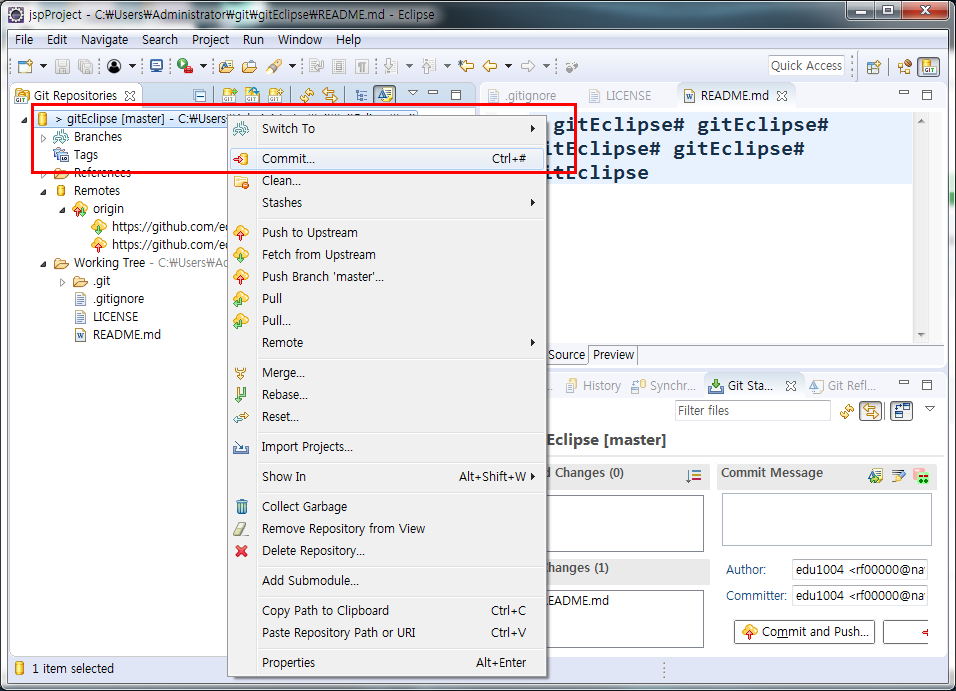 jspProject - C:₩Users₩Administrator₩git₩gitEclipse₩README.md - Eclipse
File Edit Navigate Search Project Run Window Help
Quick Access
Git Repositories
.gitignore LICENSE README.md
> gitEclipse [master] - C:₩Users
Branches
Tags
References
Remotes
origin
https://github.com/
https://github.com/
Working Tree - C:₩Users₩
.git
.gitignore
LICENSE
README.md
Switch To
Commit... Ctrl+#
Clean...
Stashes
Push to Upstream
Fetch from Upstream
Push Branch 'master'...
Pull
Pull...
Remote
Merge...
Rebase...
Reset...
Import Projects...
Show In Alt+Shift+W
Collect Garbage
Remove Repository from View
Delete Repository...
Add Submodule...
Copy Path to Clipboard Ctrl+C
Paste Repository Path or URI Ctrl+V
Properties Alt+Enter
gitEclipse# gitEclipse#
itEclipse# gitEclipse#
itEclipse
Source Preview
History Synchr... Git Sta... Git Refl...
Filter files
Eclipse [master]
Changes (0)
Commit Message
hanges (1)
EADME.md
Author: edu1004 <rf00000@na
Committer: edu1004 <rf00000@na
Commit and Push...
1 item selected